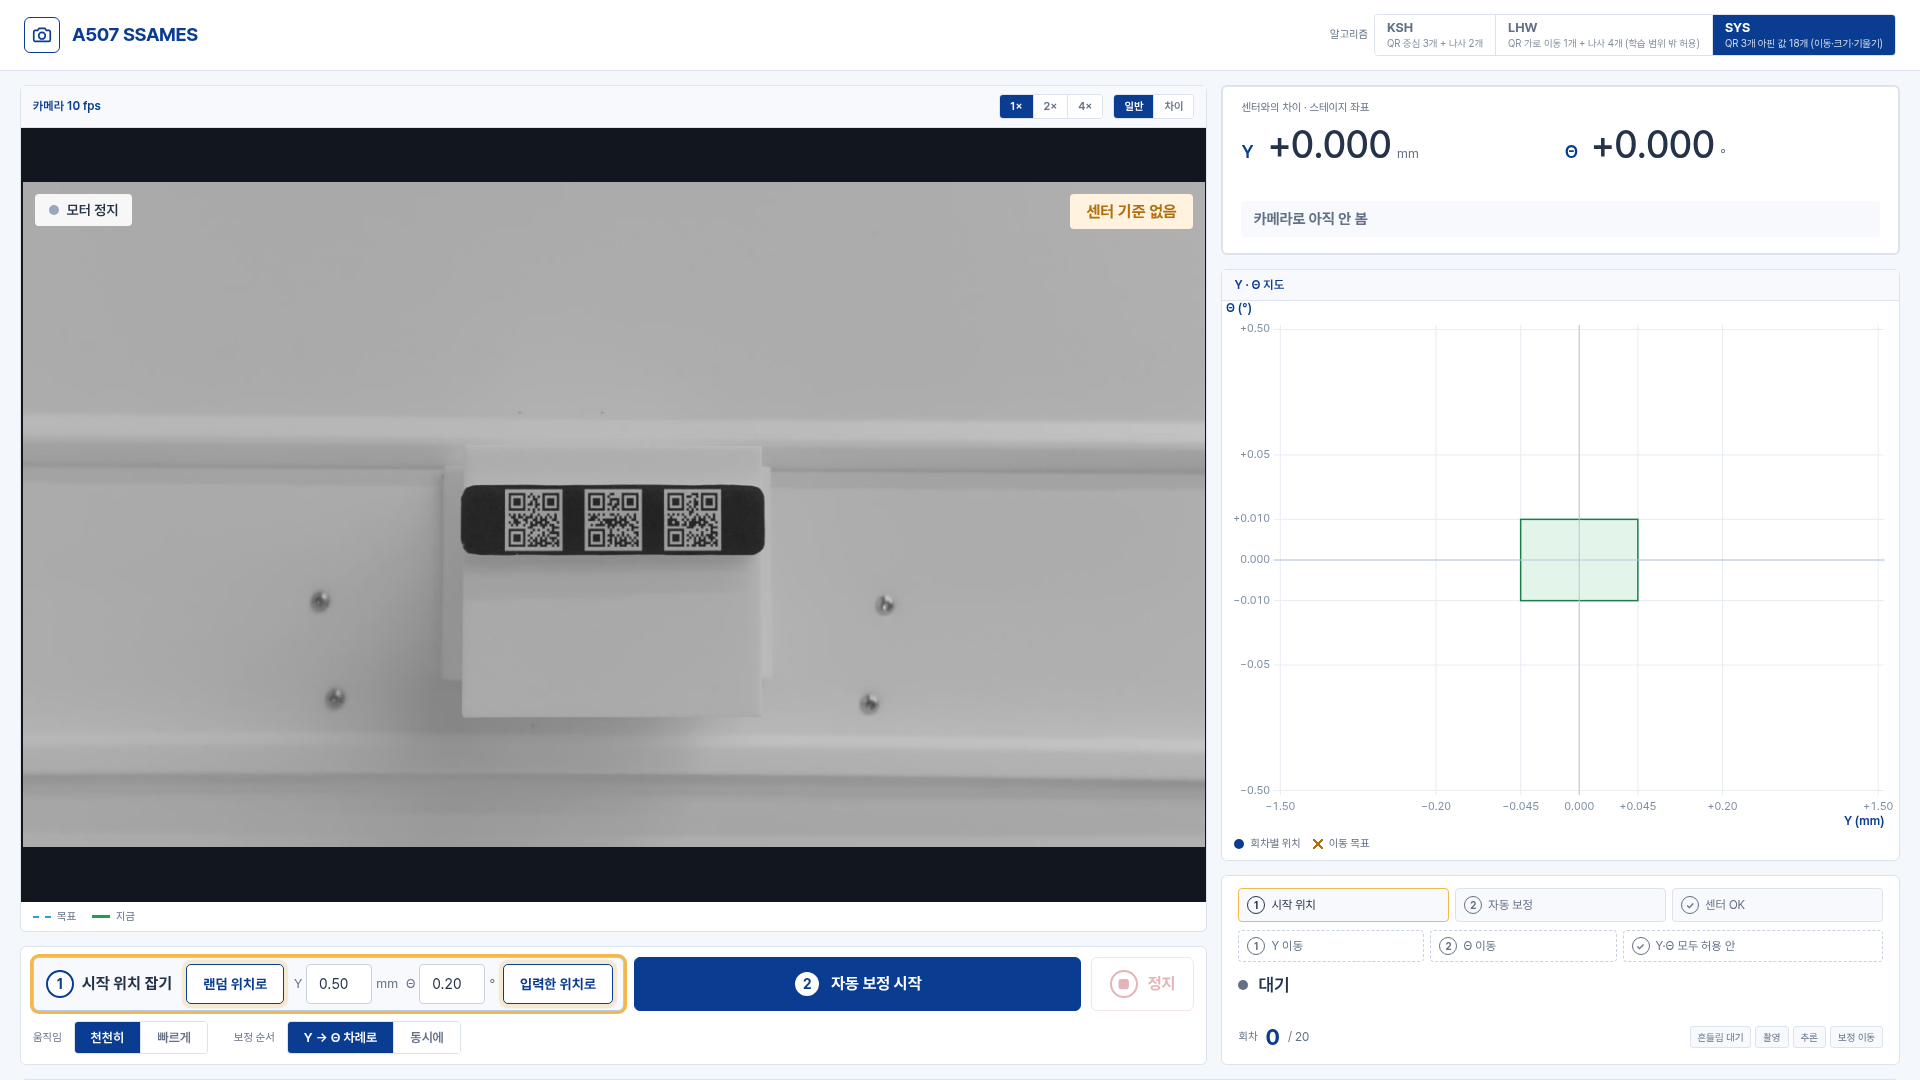 A507 SSAMES
알고리즘
KSH
QR 중심 3개 + 나사 2개
LHW
QR 가로 이동 1개 + 나사 4개 (학습 범위 밖 허용)
SYS
QR 3개 아핀 값 18개 (이동·크기·기울기)
카메라 10 fps
1×
2×
4×
일반
차이
모터 정지
센터 기준 없음
목표
지금
1 시작 위치 잡기
랜덤 위치로
Y 0.50 mm
Θ 0.20 °
입력한 위치로
2 자동 보정 시작
정지
움직임
천천히
빠르게
보정 순서
Y → Θ 차례로
동시에
센터와의 차이 · 스테이지 좌표
Y +0.000 mm
Θ +0.000 °
카메라로 아직 안 봄
Y · Θ 지도
Θ (°)
+0.50
+0.05
+0.010
0.000
−0.010
−0.05
−0.50
−1.50
−0.20
−0.045
0.000
+0.045
+0.20
+1.50
Y (mm)
회차별 위치
이동 목표
1 시작 위치
2 자동 보정
센터 OK
1 Y 이동
2 Θ 이동
Y·Θ 모두 허용 안
대기
회차 0 / 20
흔들림 대기
촬영
추론
보정 이동